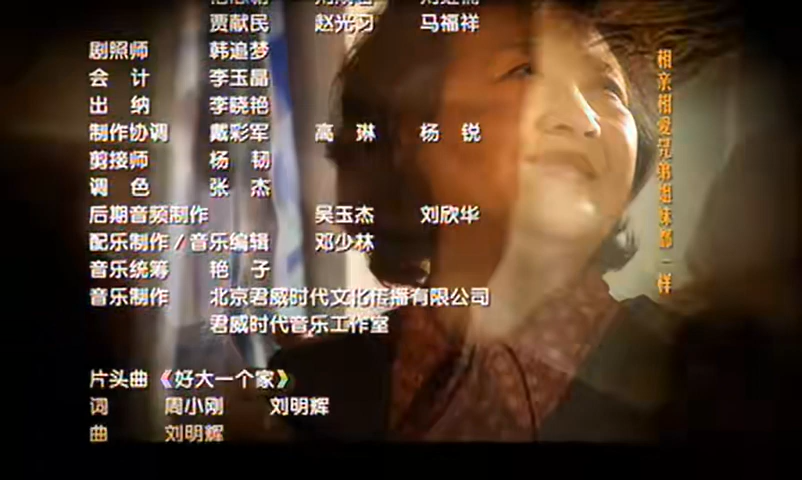 贾献民 赵光习 马福祥
剧照师 韩追梦
会 计 李玉晶
出 纳 李晓艳
制作协调 戴彩军 高 琳 杨 锐
剪接师 杨 韧
调 色 张 杰
后期音频制作 吴玉杰 刘欣华
配乐制作 / 音乐编辑 邓少林
音乐统筹 艳 子
音乐制作 北京君威时代文化传播有限公司
君威时代音乐工作室
片头曲 《好大一个家》
词 周小刚 刘明辉
曲 刘明辉
相亲相爱兄弟姐妹都一样